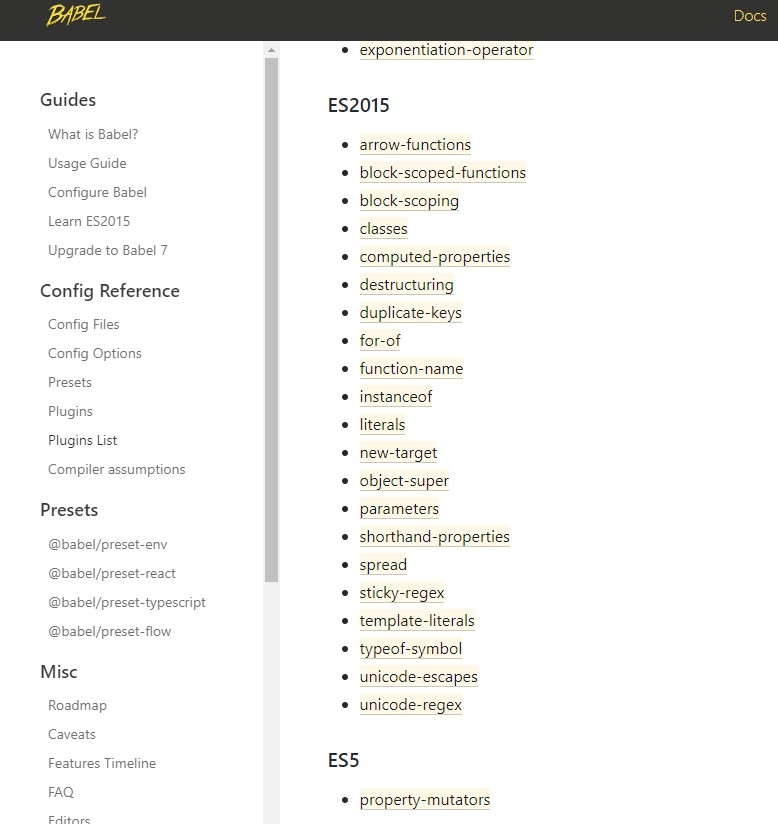 BABEL
Docs
Guides
What is Babel?
Usage Guide
Configure Babel
Learn ES2015
Upgrade to Babel 7
Config Reference
Config Files
Config Options
Presets
Plugins
Plugins List
Compiler assumptions
Presets
@babel/preset-env
@babel/preset-react
@babel/preset-typescript
@babel/preset-flow
Misc
Roadmap
Caveats
Features Timeline
FAQ
Editors
exponentiation-operator
ES2015
arrow-functions
block-scoped-functions
block-scoping
classes
computed-properties
destructuring
duplicate-keys
for-of
function-name
instanceof
literals
new-target
object-super
parameters
shorthand-properties
spread
sticky-regex
template-literals
typeof-symbol
unicode-escapes
unicode-regex
ES5
property-mutators